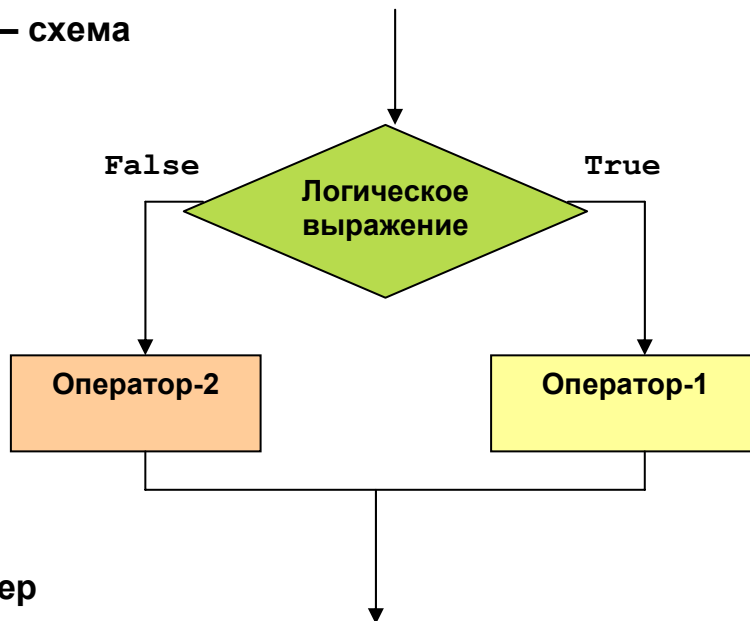 – схема
False
True
Логическое
выражение
Оператор-2
Оператор-1
ер